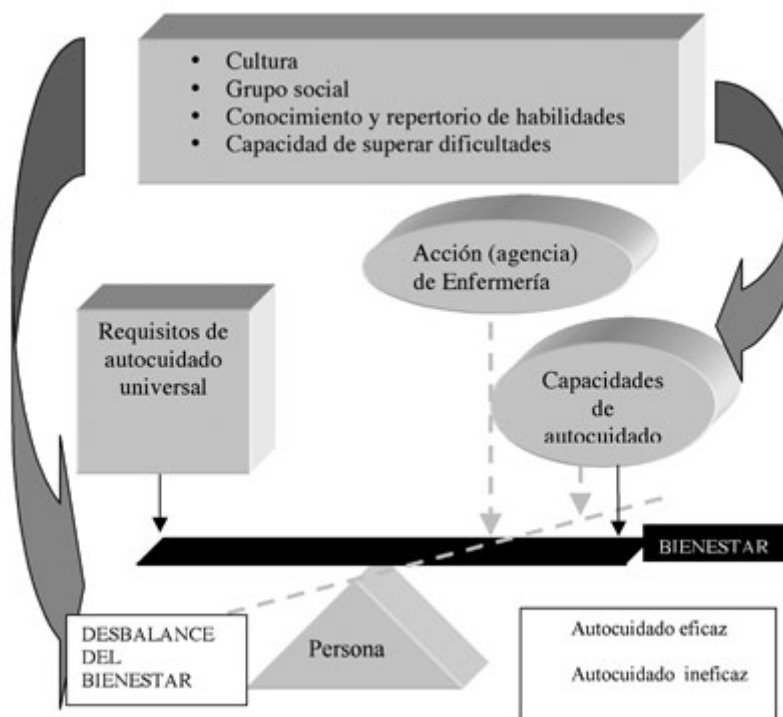 • Cultura
• Grupo social
• Conocimiento y repertorio de habilidades
• Capacidad de superar dificultades
Acción (agencia)
de Enfermería
Requisitos de
autocuidado
universal
Capacidades
de
autocuidado
BIENESTAR
DESBALANCE
DEL
BIENESTAR
Persona
Autocuidado eficaz
Autocuidado ineficaz